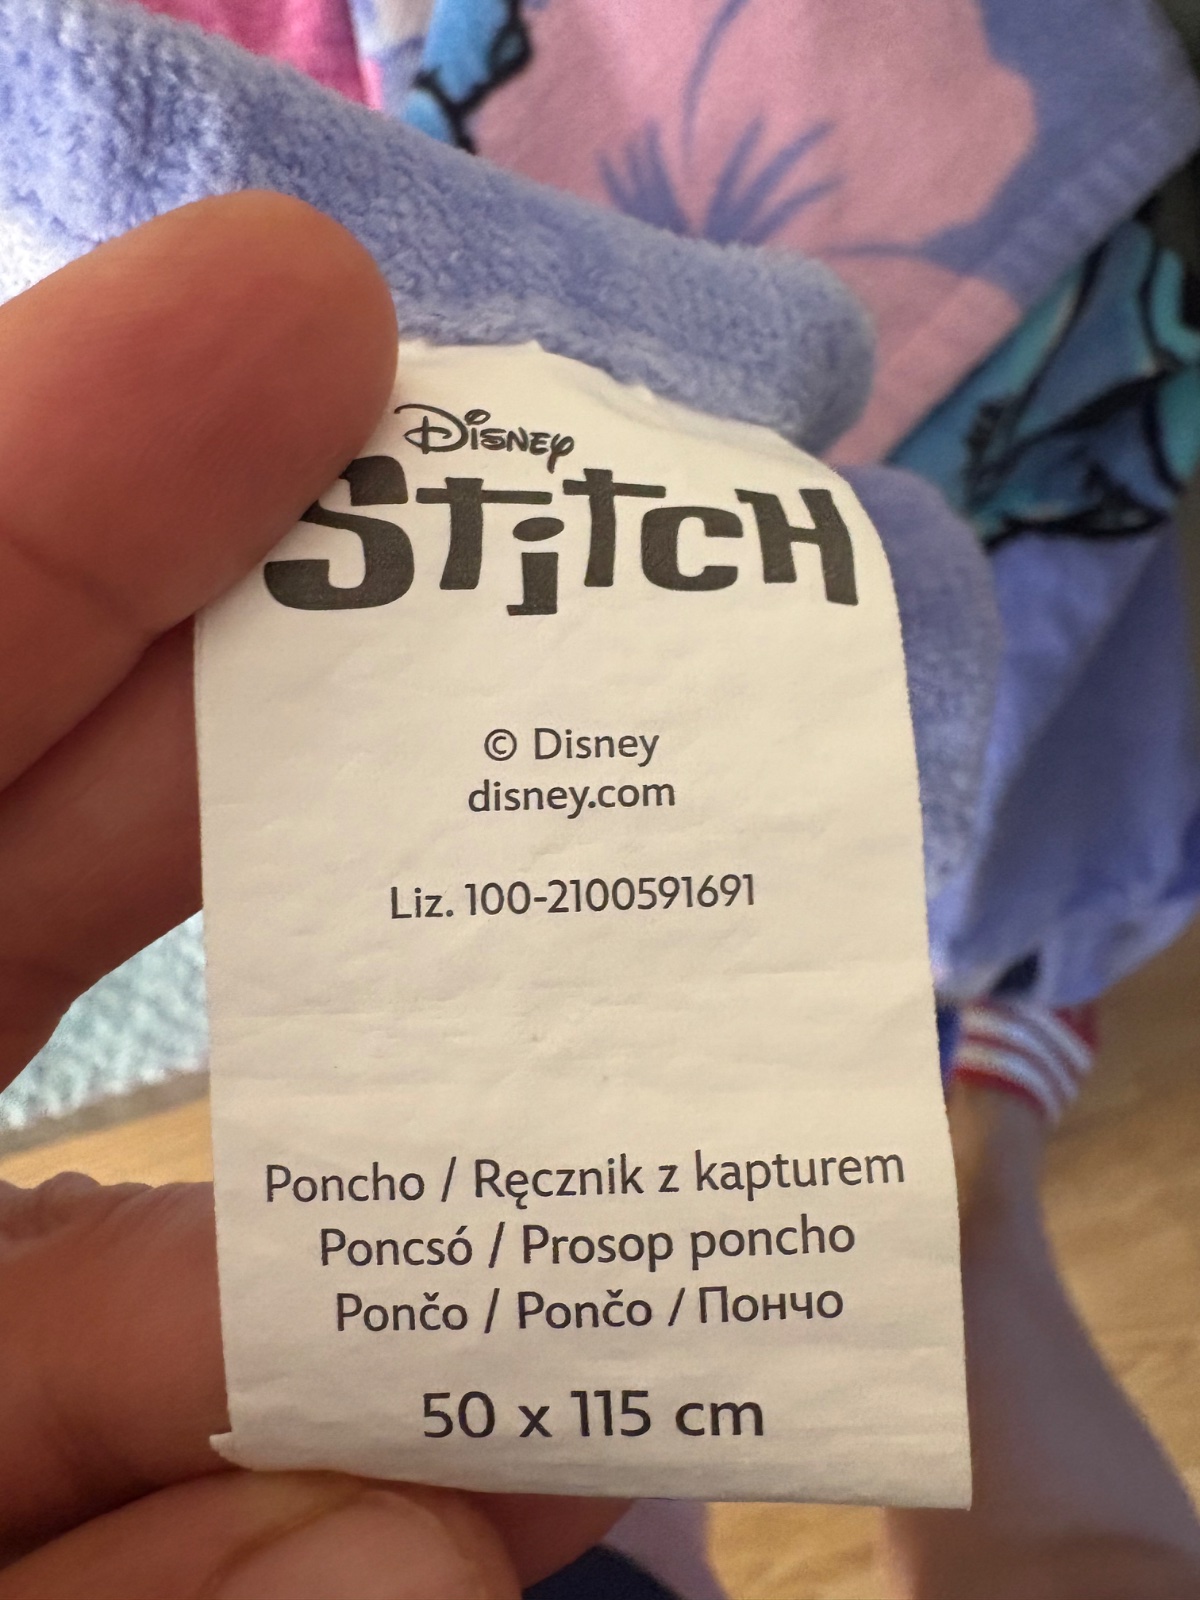 Disney
Stitch
© Disney
disney.com
Liz. 100-2100591691
Poncho / Ręcznik z kapturem
Poncsó / Prosop poncho
Pončo / Pončo / Пончо
50 x 115 cm